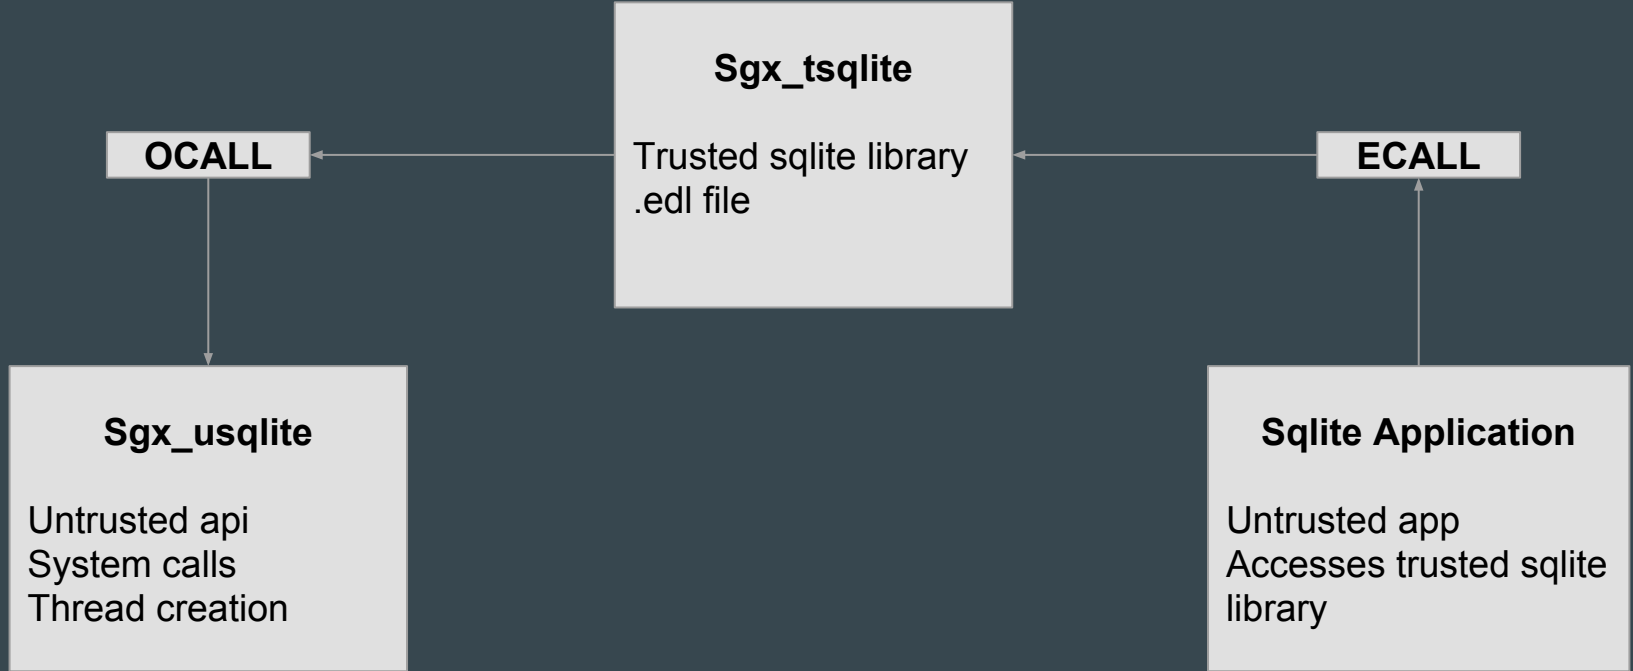 Sgx_tsqlite
Trusted sqlite library
.edl file
OCALL
ECALL
Sgx_usqlite
Untrusted api
System calls
Thread creation
Sqlite Application
Untrusted app
Accesses trusted sqlite
library